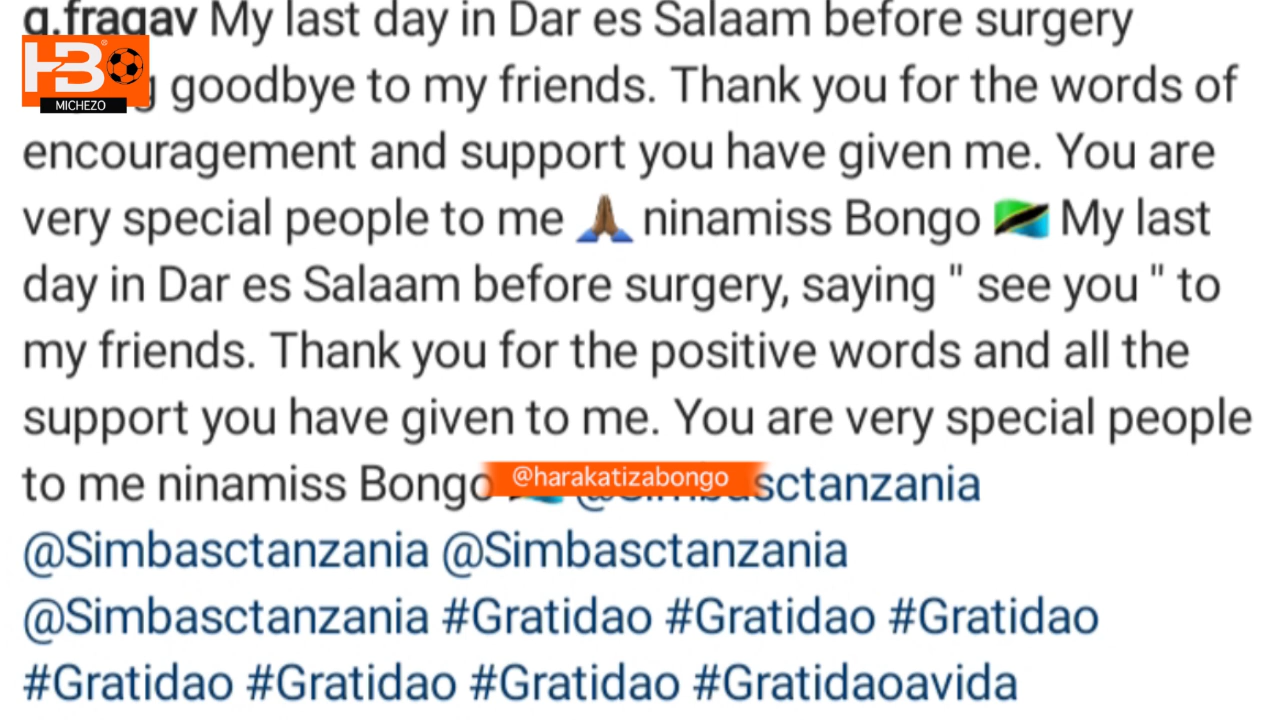 g.fragav My last day in Dar es Salaam before surgery
HB
MICHEZO
goodbye to my friends. Thank you for the words of
encouragement and support you have given me. You are
very special people to me 🙏🏾 ninamiss Bongo 🇹🇿 My last
day in Dar es Salaam before surgery, saying " see you " to
my friends. Thank you for the positive words and all the
support you have given to me. You are very special people
to me ninamiss Bongo @Simbasctanzania
@harakatizabongo
@Simbasctanzania @Simbasctanzania
@Simbasctanzania #Gratidao #Gratidao #Gratidao
#Gratidao #Gratidao #Gratidao #Gratidaoavida